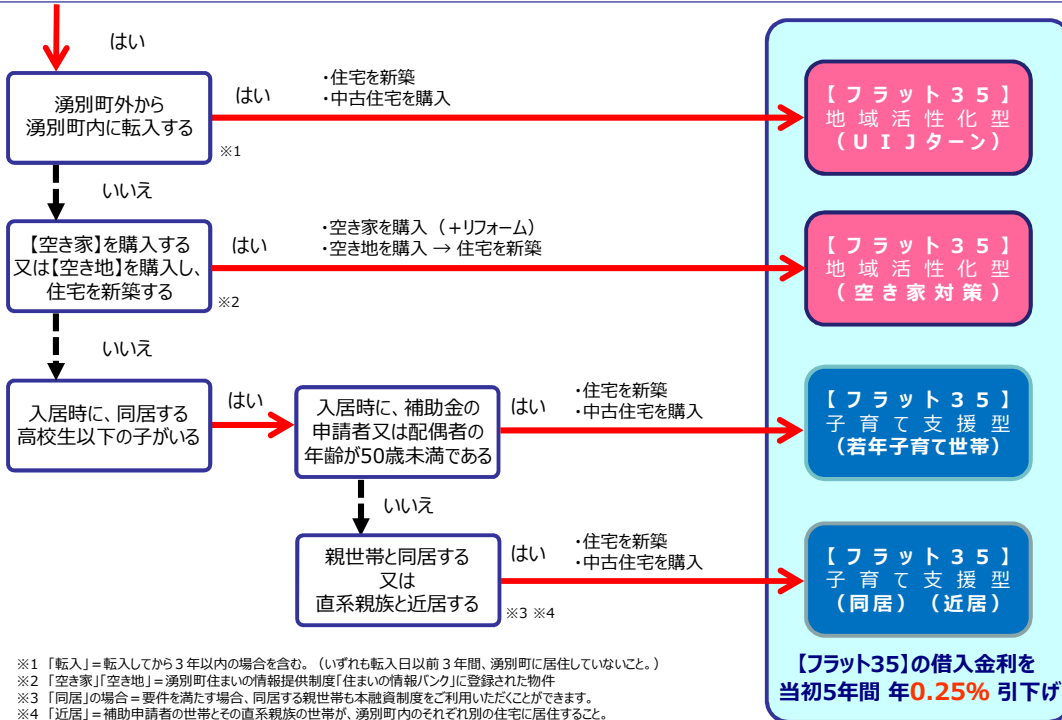 はい
湧別町外から
湧別町内に転入する
※1
はい
・住宅を新築
・中古住宅を購入
【フラット３５】
地域活性化型
（ＵＩＪターン）
いいえ
【空き家】を購入する
又は【空き地】を購入し、
住宅を新築する
※2
はい
・空き家を購入（＋リフォーム）
・空き地を購入 → 住宅を新築
【フラット３５】
地域活性化型
（空き家対策）
いいえ
入居時に、同居する
高校生以下の子がいる
はい
入居時に、補助金の
申請者又は配偶者の
年齢が50歳未満である
はい
・住宅を新築
・中古住宅を購入
【フラット３５】
子育て支援型
（若年子育て世帯）
いいえ
親世帯と同居する
又は
直系親族と近居する
※3 ※4
はい
・住宅を新築
・中古住宅を購入
【フラット３５】
子育て支援型
（同居）（近居）
※1 「転入」＝転入してから３年以内の場合を含む。（いずれも転入日以前３年間、湧別町に居住していないこと。）
※2 「空き家」「空き地」＝湧別町住まいの情報提供制度「住まいの情報バンク」に登録された物件
※3 「同居」の場合＝要件を満たす場合、同居する親世帯も本融資制度をご利用いただくことができます。
※4 「近居」＝補助申請者の世帯とその直系親族の世帯が、湧別町内のそれぞれ別の住宅に居住すること。
【フラット35】の借入金利を
当初5年間 年0.25% 引下げ